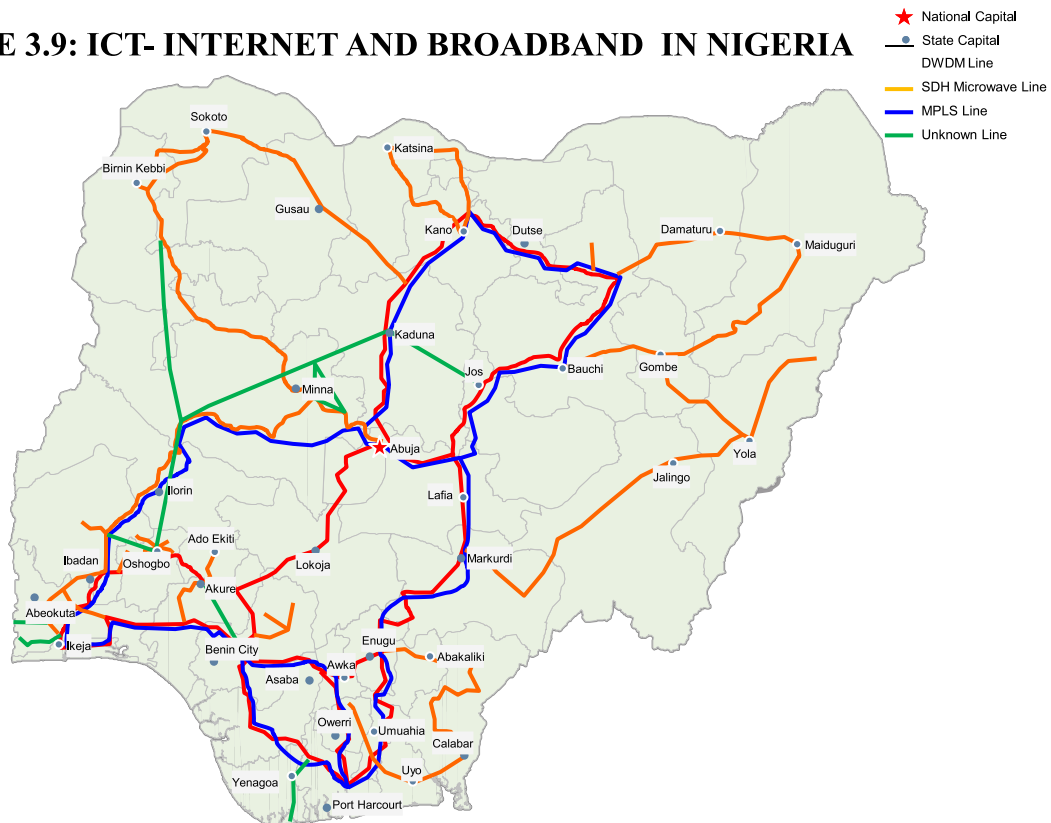 E 3.9: ICT- INTERNET AND BROADBAND IN NIGERIA
National Capital
State Capital
DWDM Line
SDH Microwave Line
MPLS Line
Unknown Line
Sokoto
Katsina
Birnin Kebbi
Gusau
Kano
Dutse
Damaturu
Maiduguri
Kaduna
Jos
Bauchi
Gombe
Minna
Abuja
Yola
Jalingo
Ilorin
Lafia
Ado Ekiti
Ibadan
Oshogbo
Lokoja
Markurdi
Akure
Abeokuta
Ikeja
Benin City
Enugu
Awka
Abakaliki
Asaba
Owerri
Umuahia
Calabar
Uyo
Yenagoa
Port Harcourt